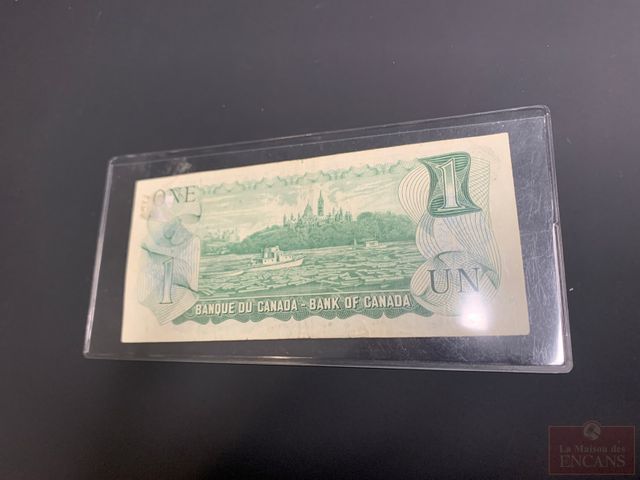 ONE
1
1
BANQUE DU CANADA - BANK OF CANADA
UN
La Maison des
ENCANS